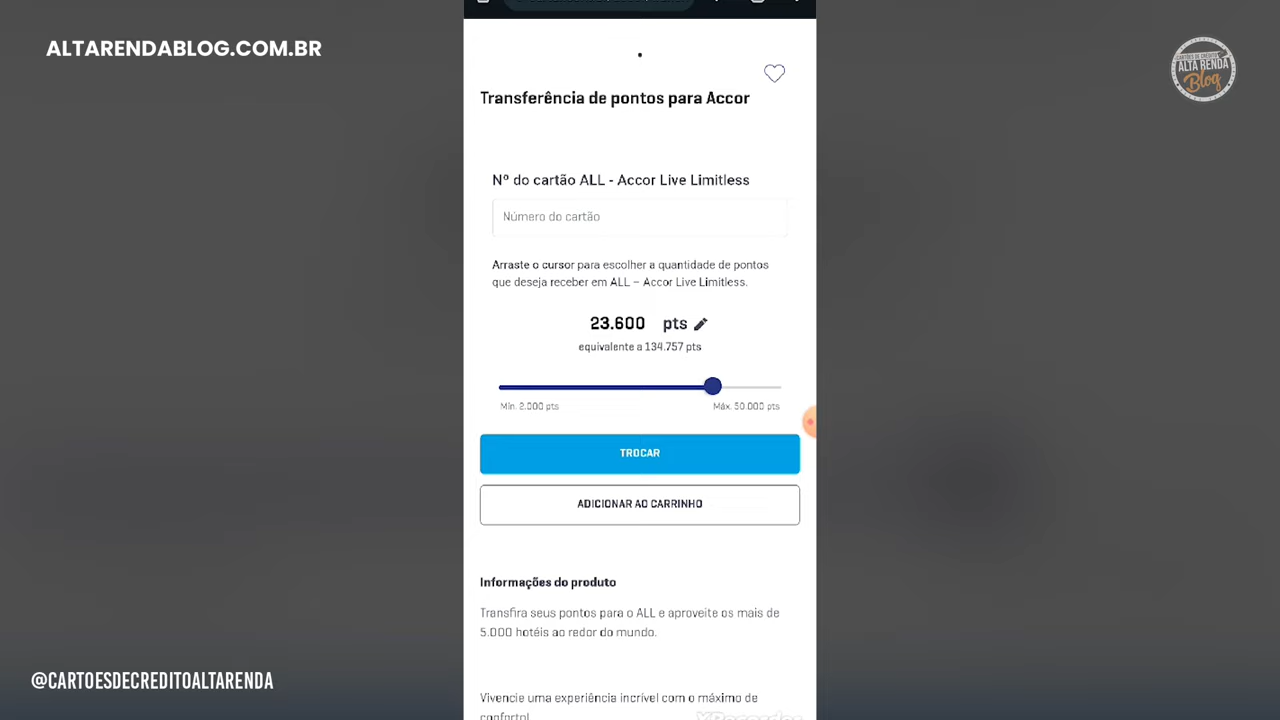 ALTARENDABLOG.COM.BR
CARTÕES DE CRÉDITO
ALTA RENDA
Blog
Transferência de pontos para Accor
Nº do cartão ALL - Accor Live Limitless
Número do cartão
Arraste o cursor para escolher a quantidade de pontos
que deseja receber em ALL – Accor Live Limitless.
23.600 pts
equivalente a 134.757 pts
Mín. 2.000 pts
Máx. 50.000 pts
TROCAR
ADICIONAR AO CARRINHO
Informações do produto
Transfira seus pontos para o ALL e aproveite os mais de
5.000 hotéis ao redor do mundo.
@CARTOESDECREDITOALTARENDA
Vivencie uma experiência incrível com o máximo de
conforto!